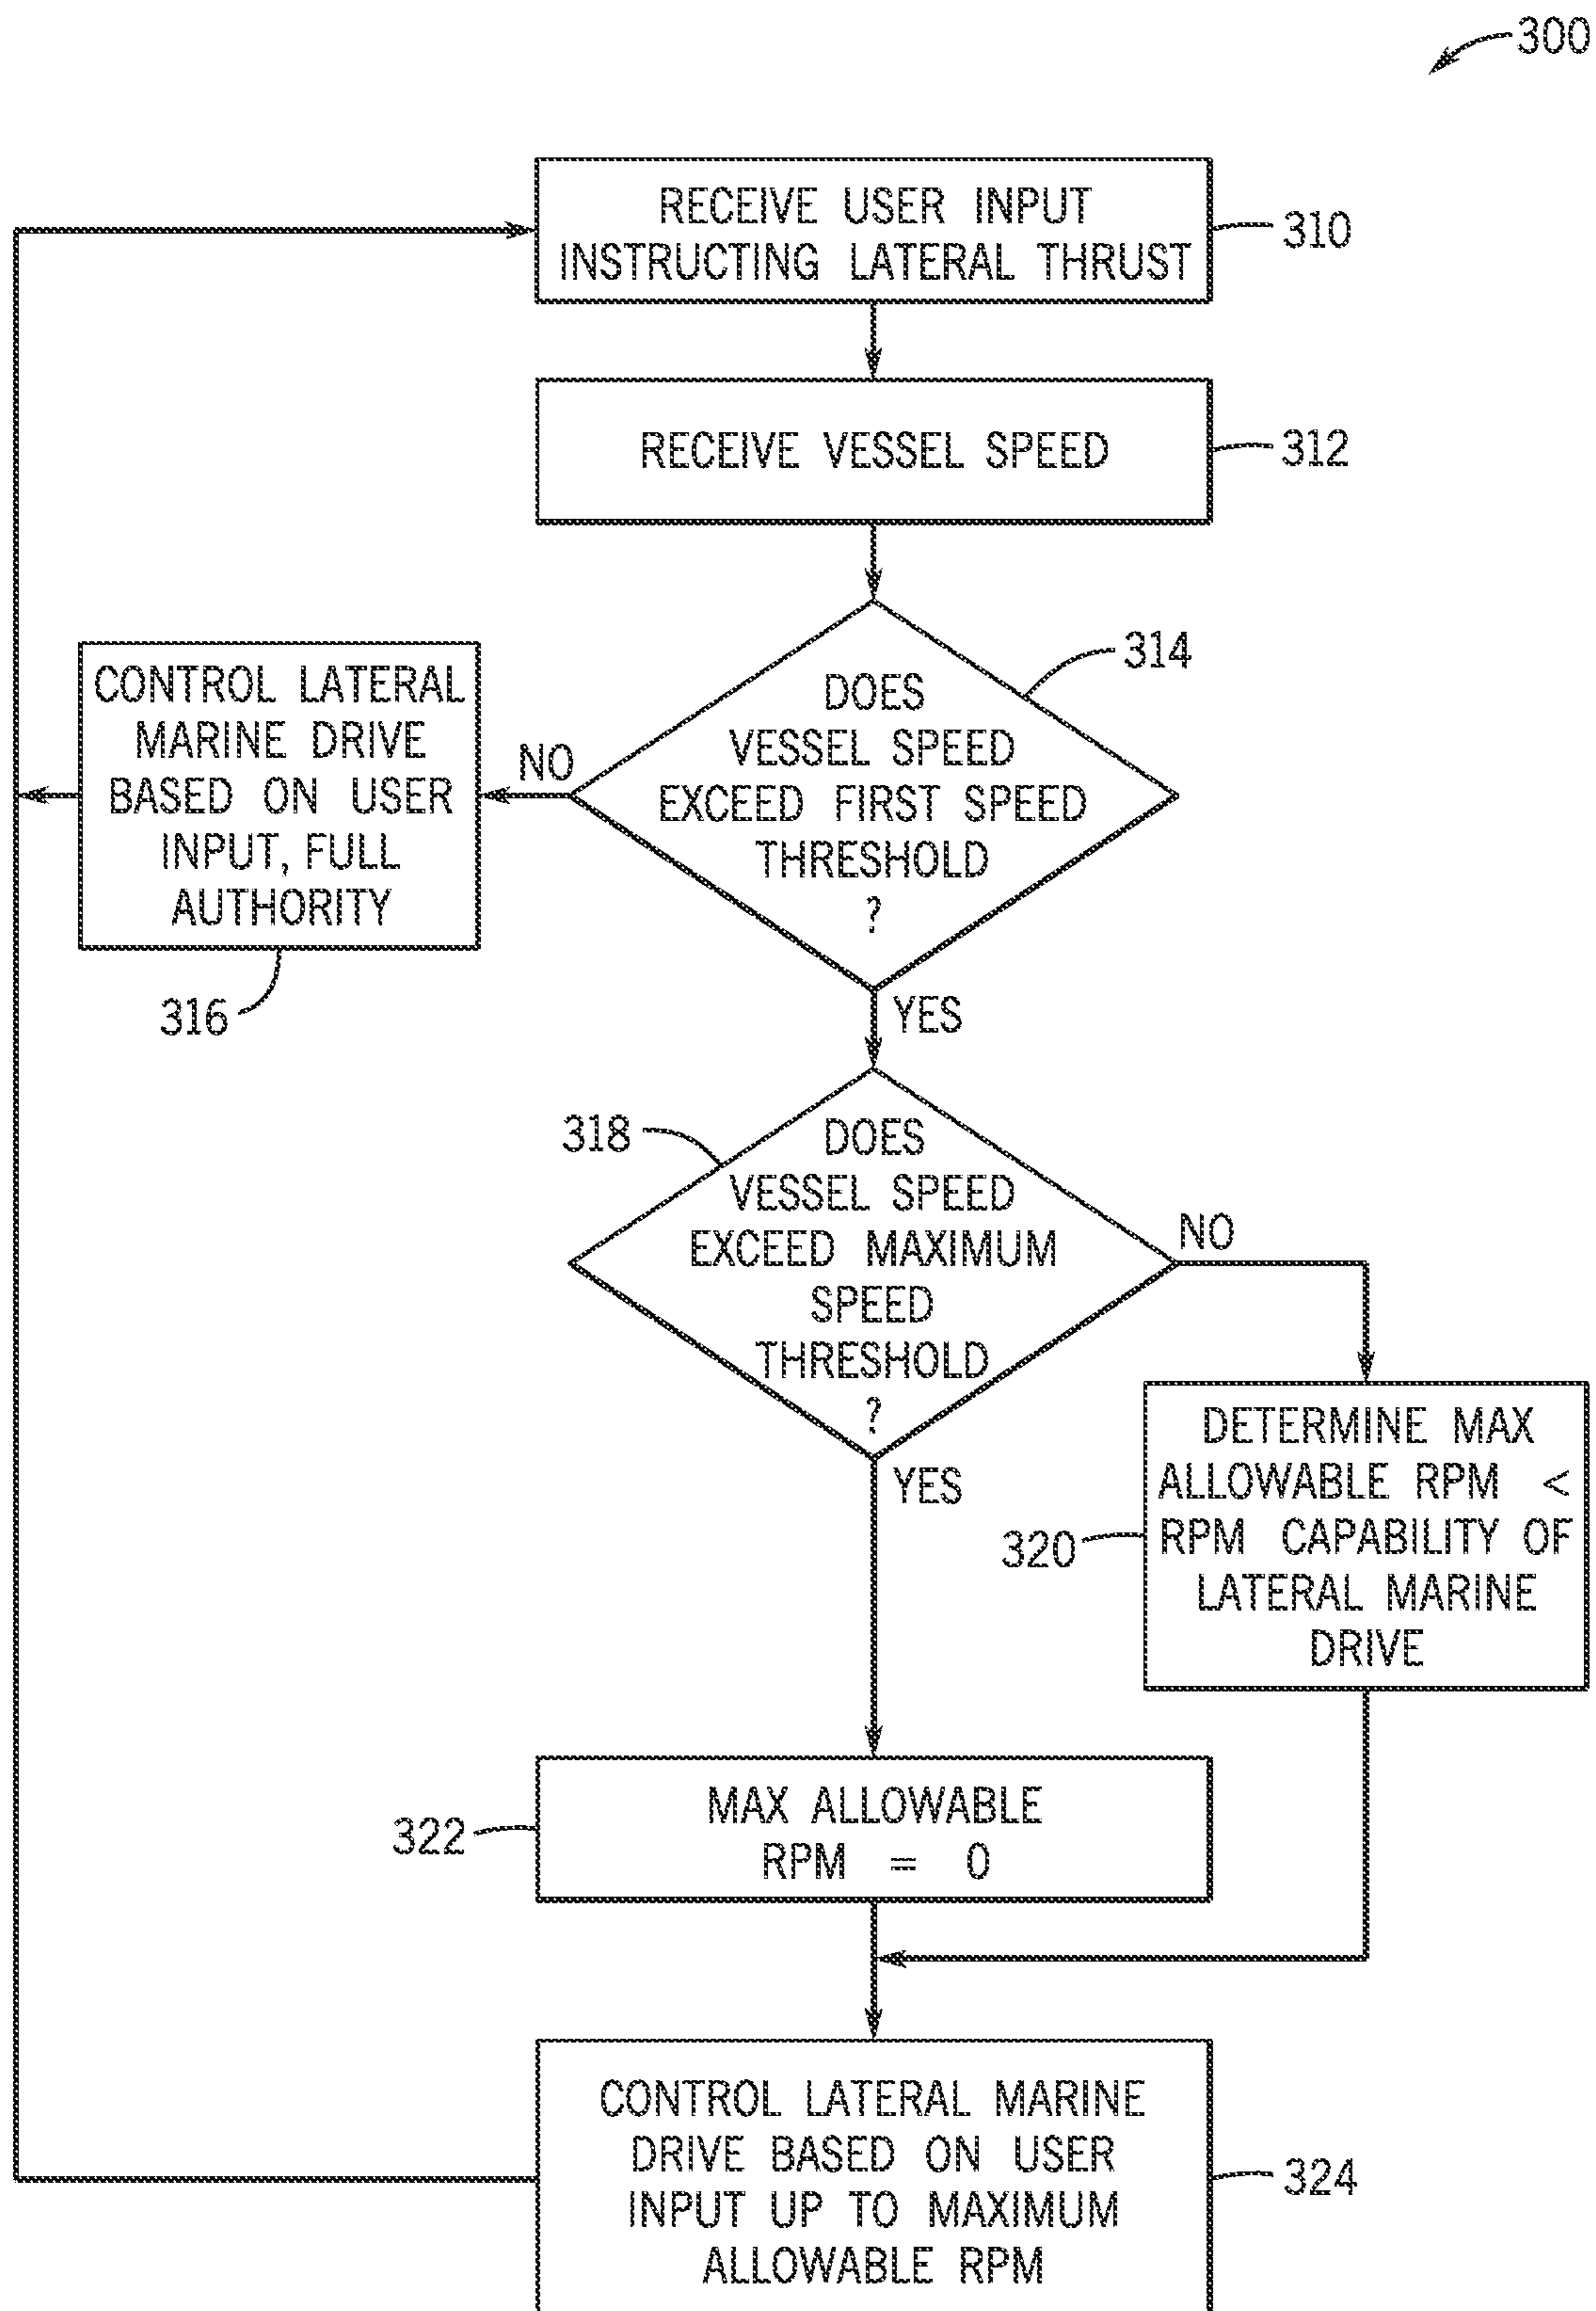 300
RECEIVE USER INPUT
INSTRUCTING LATERAL THRUST
310
RECEIVE VESSEL SPEED
312
314
DOES
VESSEL SPEED
EXCEED FIRST SPEED
THRESHOLD
?
NO
CONTROL LATERAL
MARINE DRIVE
BASED ON USER
INPUT, FULL
AUTHORITY
316
YES
318
DOES
VESSEL SPEED
EXCEED MAXIMUM
SPEED
THRESHOLD
?
NO
YES
DETERMINE MAX
ALLOWABLE RPM <
RPM CAPABILITY OF
LATERAL MARINE
DRIVE
320
MAX ALLOWABLE
RPM = 0
322
CONTROL LATERAL MARINE
DRIVE BASED ON USER
INPUT UP TO MAXIMUM
ALLOWABLE RPM
324